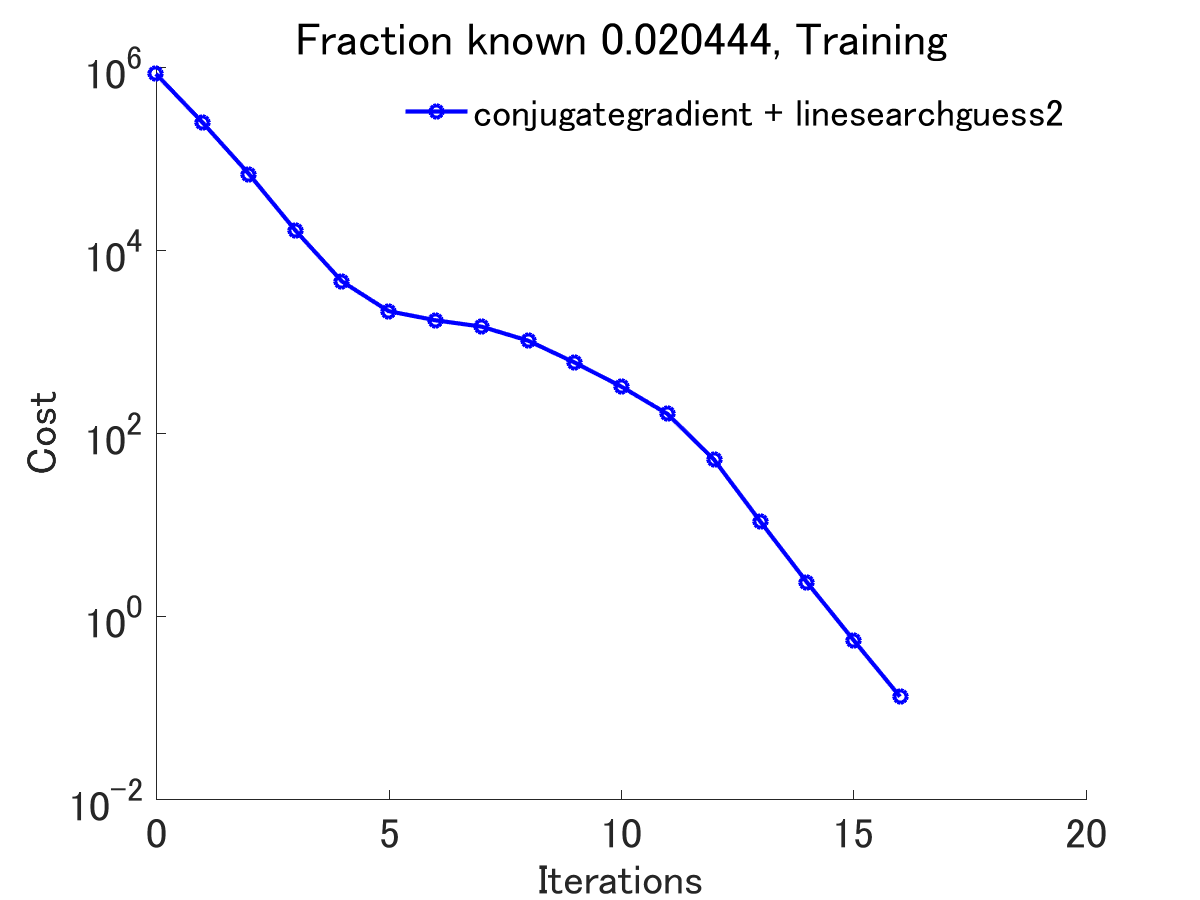 Fraction known 0.020444, Training
conjugategradient + linesearchguess2
10^6
10^4
10^2
10^0
10^-2
Cost
0 5 10 15 20
Iterations